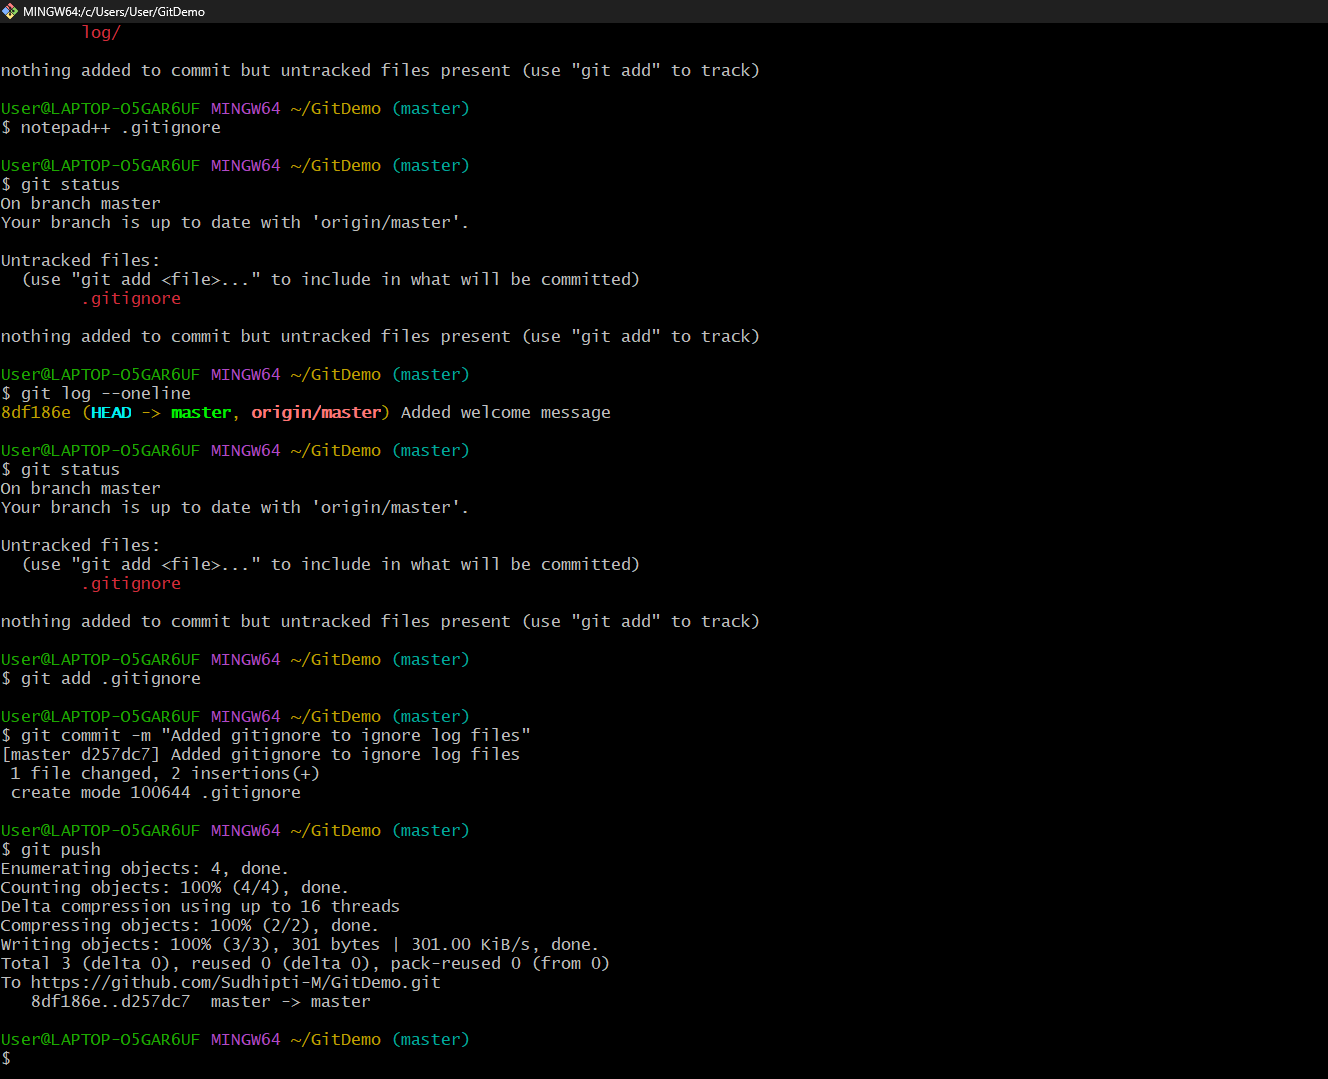 MINGW64:/c/Users/User/GitDemo
        log/
nothing added to commit but untracked files present (use "git add" to track)
User@LAPTOP-O5GAR6UF MINGW64 ~/GitDemo (master)
$ notepad++ .gitignore
User@LAPTOP-O5GAR6UF MINGW64 ~/GitDemo (master)
$ git status
On branch master
Your branch is up to date with 'origin/master'.
Untracked files:
  (use "git add <file>..." to include in what will be committed)
        .gitignore
nothing added to commit but untracked files present (use "git add" to track)
User@LAPTOP-O5GAR6UF MINGW64 ~/GitDemo (master)
$ git log --oneline
8df186e (HEAD -> master, origin/master) Added welcome message
User@LAPTOP-O5GAR6UF MINGW64 ~/GitDemo (master)
$ git status
On branch master
Your branch is up to date with 'origin/master'.
Untracked files:
  (use "git add <file>..." to include in what will be committed)
        .gitignore
nothing added to commit but untracked files present (use "git add" to track)
User@LAPTOP-O5GAR6UF MINGW64 ~/GitDemo (master)
$ git add .gitignore
User@LAPTOP-O5GAR6UF MINGW64 ~/GitDemo (master)
$ git commit -m "Added gitignore to ignore log files"
[master d257dc7] Added gitignore to ignore log files
 1 file changed, 2 insertions(+)
 create mode 100644 .gitignore
User@LAPTOP-O5GAR6UF MINGW64 ~/GitDemo (master)
$ git push
Enumerating objects: 4, done.
Counting objects: 100% (4/4), done.
Delta compression using up to 16 threads
Compressing objects: 100% (2/2), done.
Writing objects: 100% (3/3), 301 bytes | 301.00 KiB/s, done.
Total 3 (delta 0), reused 0 (delta 0), pack-reused 0 (from 0)
To https://github.com/Sudhipti-M/GitDemo.git
   8df186e..d257dc7  master -> master
User@LAPTOP-O5GAR6UF MINGW64 ~/GitDemo (master)
$